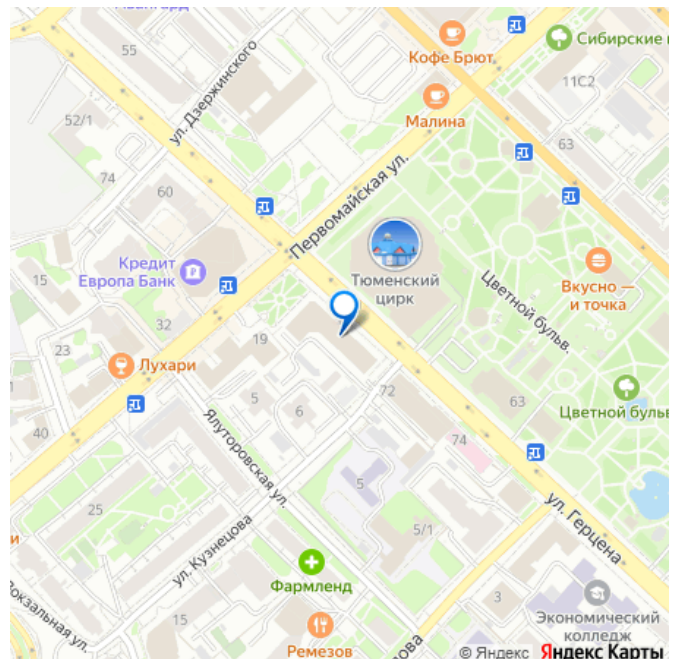 55
Кофе Брют
Сибирские
11С2
ул. Дзержинского
52/1
Малина
63
74
60
Первомайская ул.
Кредит
Европа Банк
Тюменский
цирк
Цветной бульв.
Вкусно —
и точка
15
32
23
19
Лухари
5
6
72
63
Цветной бульв
40
Ялуторовская ул.
74
25
5
ул. Герцена
5/1
и
ул. Кузнецова
Фармленд
3
15
Экономический
колледж
Ремезов
© Яндекс Яндекс Карты